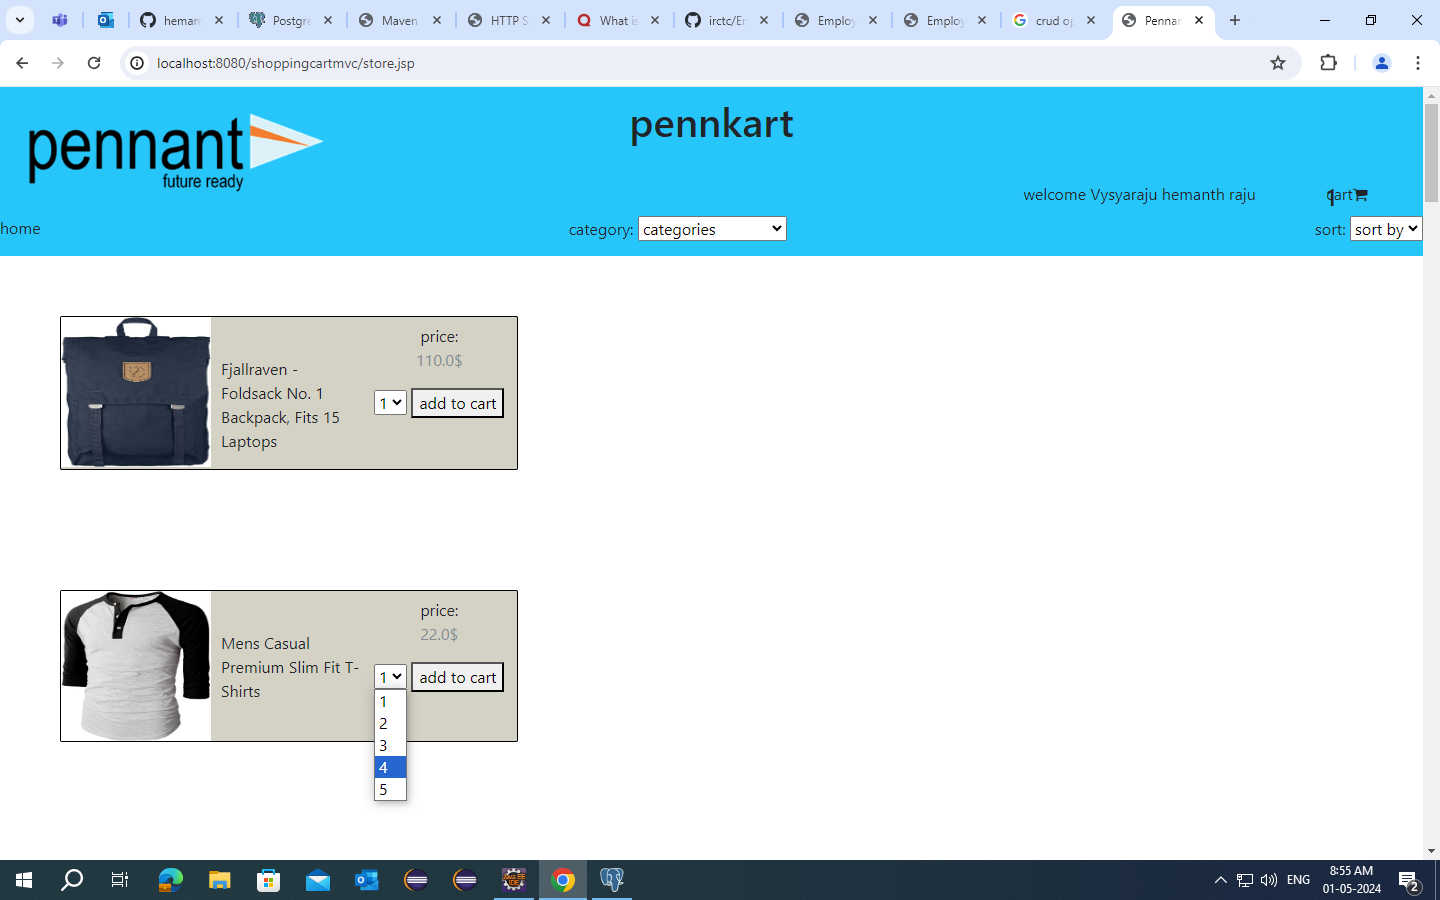 heman
Postgre
Maven
HTTP S
What is
irctc/Er
Employ
Employ
crud op
Pennan
localhost:8080/shoppingcartmvc/store.jsp
pennant
future ready
pennkart
welcome Vysyaraju hemanth raju
cart
1
home
category: categories
sort: sort by
Fjallraven -
Foldsack No. 1
Backpack, Fits 15
Laptops
price:
110.0$
1 add to cart
Mens Casual
Premium Slim Fit T-
Shirts
price:
22.0$
1 add to cart
1
2
3
4
5
ENG
8:55 AM
01-05-2024
2